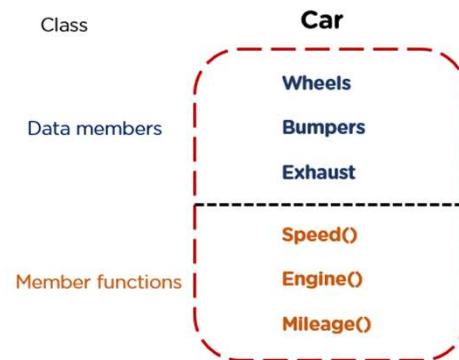 Class Car
Wheels
Data members Bumpers
Exhaust
Speed()
Member functions Engine()
Mileage()